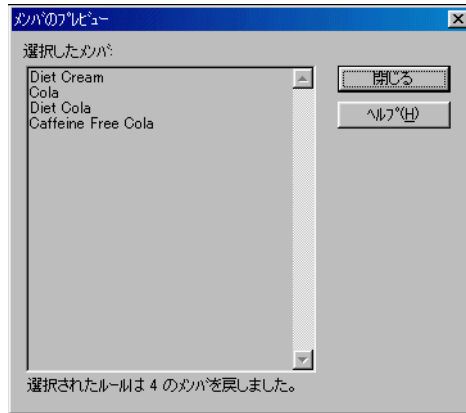 ﾒﾝﾊﾞのﾌﾟﾚﾋﾞｭｰ
選択したﾒﾝﾊﾞ:
Diet Cream
Cola
Diet Cola
Caffeine Free Cola
閉じる
ﾍﾙﾌﾟ(H)
選択されたﾙｰﾙは 4 のﾒﾝﾊﾞを戻しました。